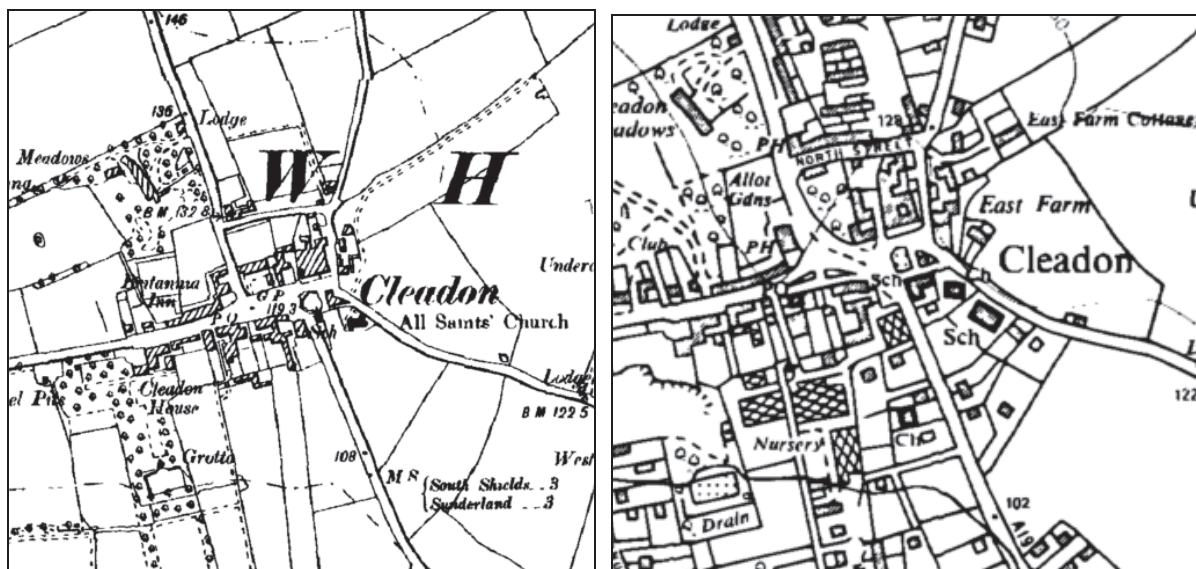 146
136
Lodge
W H
Meadows
B M 132 8
Britannia
Inn
G P
119 3
P O
Sch
Cleadon
All Saints' Church
Cleadon
House
Lodge
B M 122 5
Grotto
108
M S
South Shields .. 3
Sunderland ... 3
West
Lodge
eadon
adows
PH
128
NORTH STREET
East Farm Cottages
Allot
Gdns
East Farm
Club
PH
Cleadon
Sch
Sch
122
Nursery
Ch
Drain
102
A19